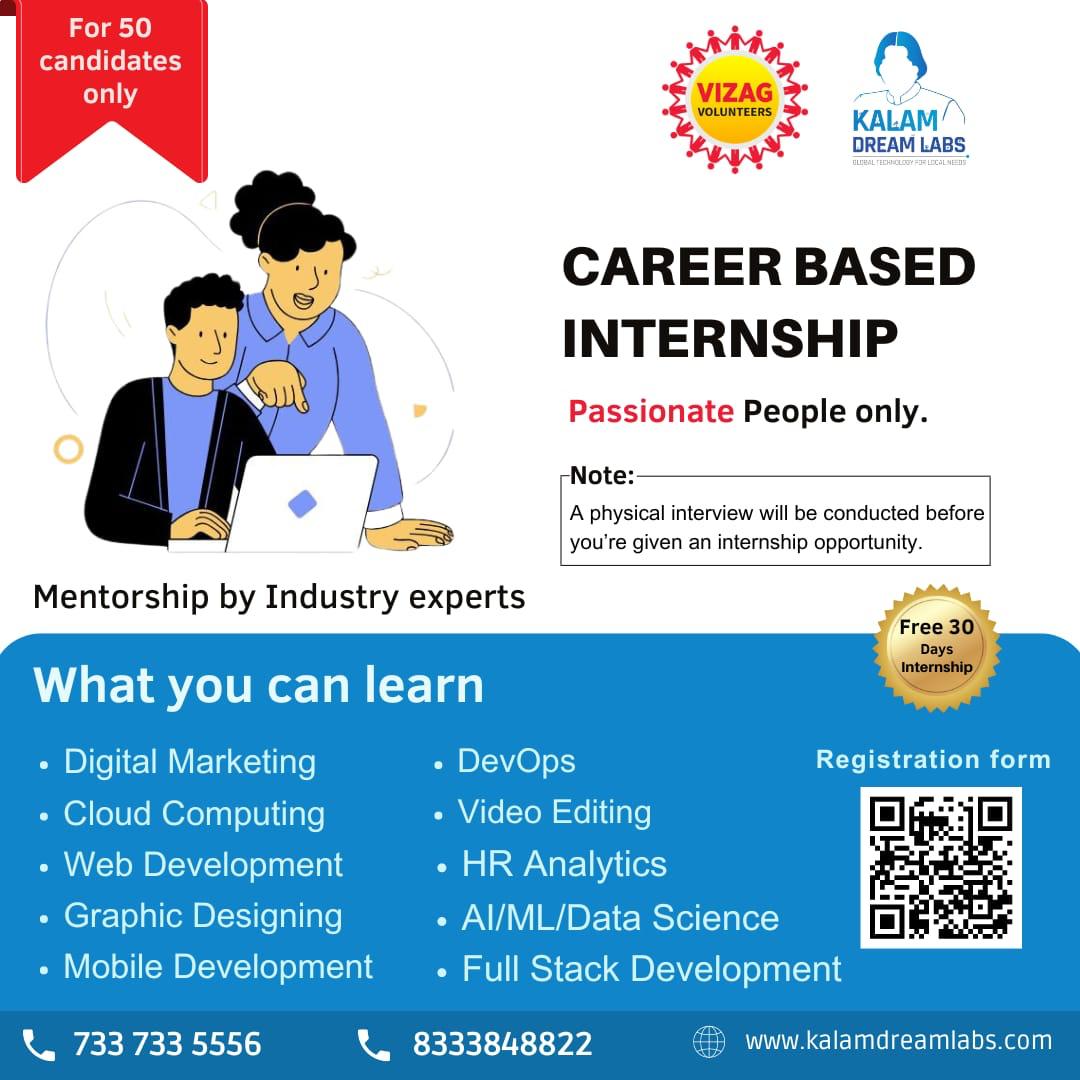 For 50
candidates
only
VIZAG
VOLUNTEERS
KALAM
DREAM LABS
GLOBAL TECHNOLOGY FOR LOCAL NEEDS
CAREER BASED
INTERNSHIP
Passionate People only.
Note:
A physical interview will be conducted before
you’re given an internship opportunity.
Mentorship by Industry experts
Free 30
Days
Internship
What you can learn
• Digital Marketing
• Cloud Computing
• Web Development
• Graphic Designing
• Mobile Development
• DevOps
• Video Editing
• HR Analytics
• AI/ML/Data Science
• Full Stack Development
Registration form
733 733 5556
8333848822
www.kalamdreamlabs.com